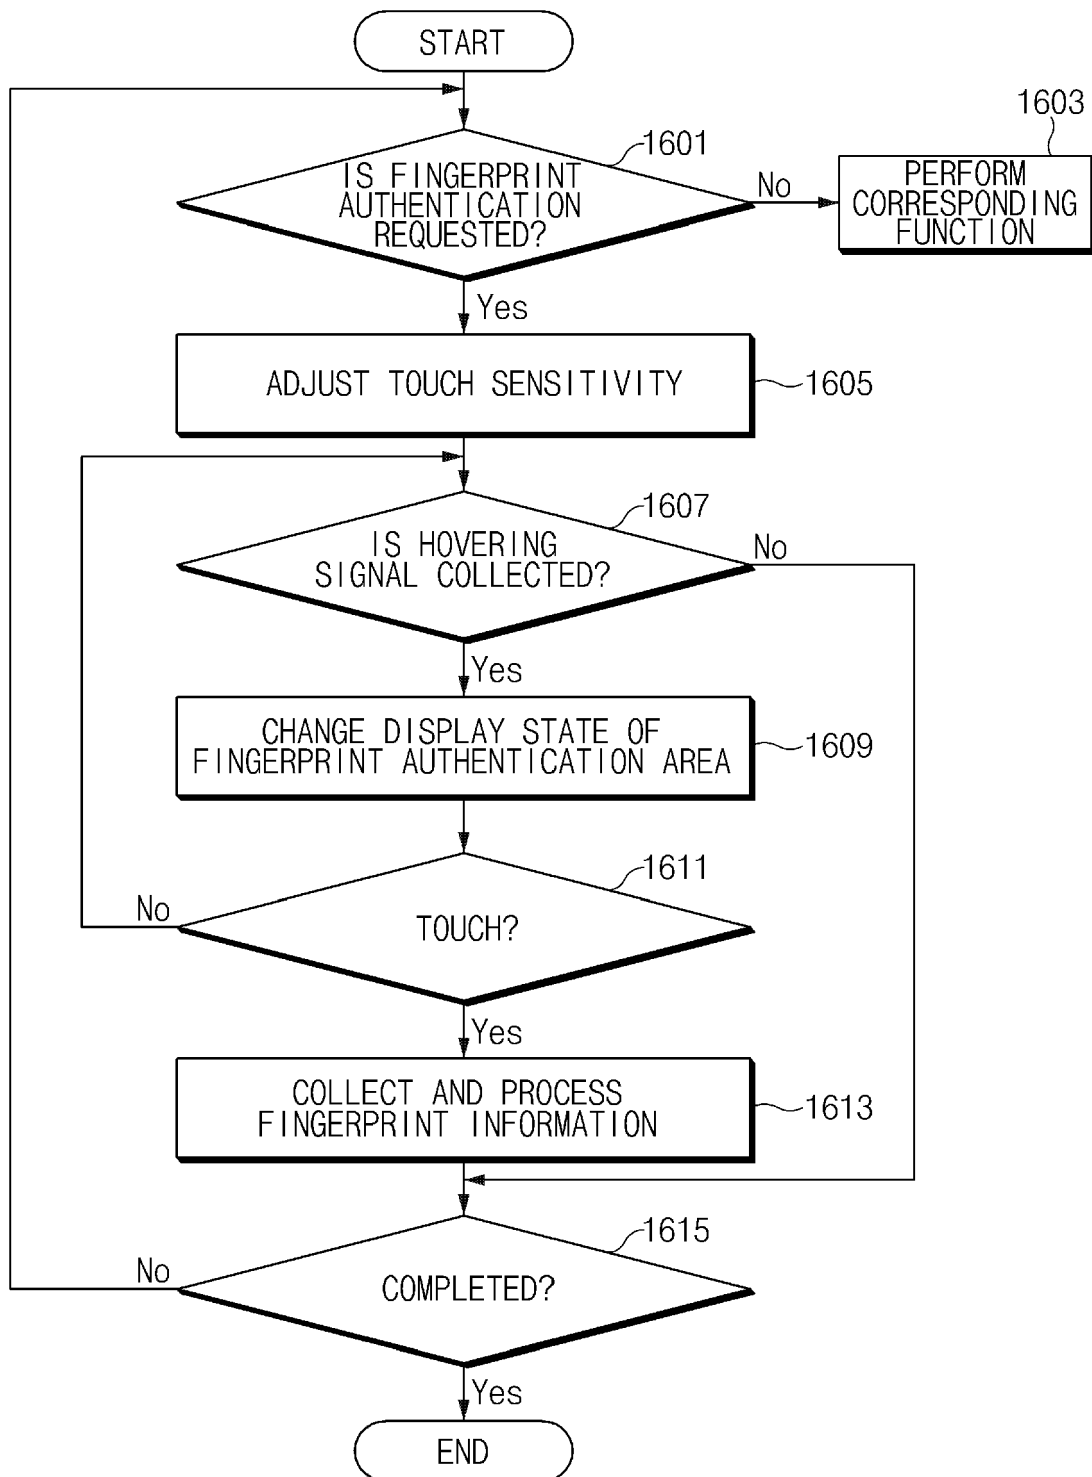 START
1603
1601
IS FINGERPRINT
AUTHENTICATION
REQUESTED?
No
PERFORM
CORRESPONDING
FUNCTION
Yes
ADJUST TOUCH SENSITIVITY
1605
1607
IS HOVERING
SIGNAL COLLECTED?
No
Yes
CHANGE DISPLAY STATE OF
FINGERPRINT AUTHENTICATION AREA
1609
1611
No
TOUCH?
Yes
COLLECT AND PROCESS
FINGERPRINT INFORMATION
1613
1615
No
COMPLETED?
Yes
END